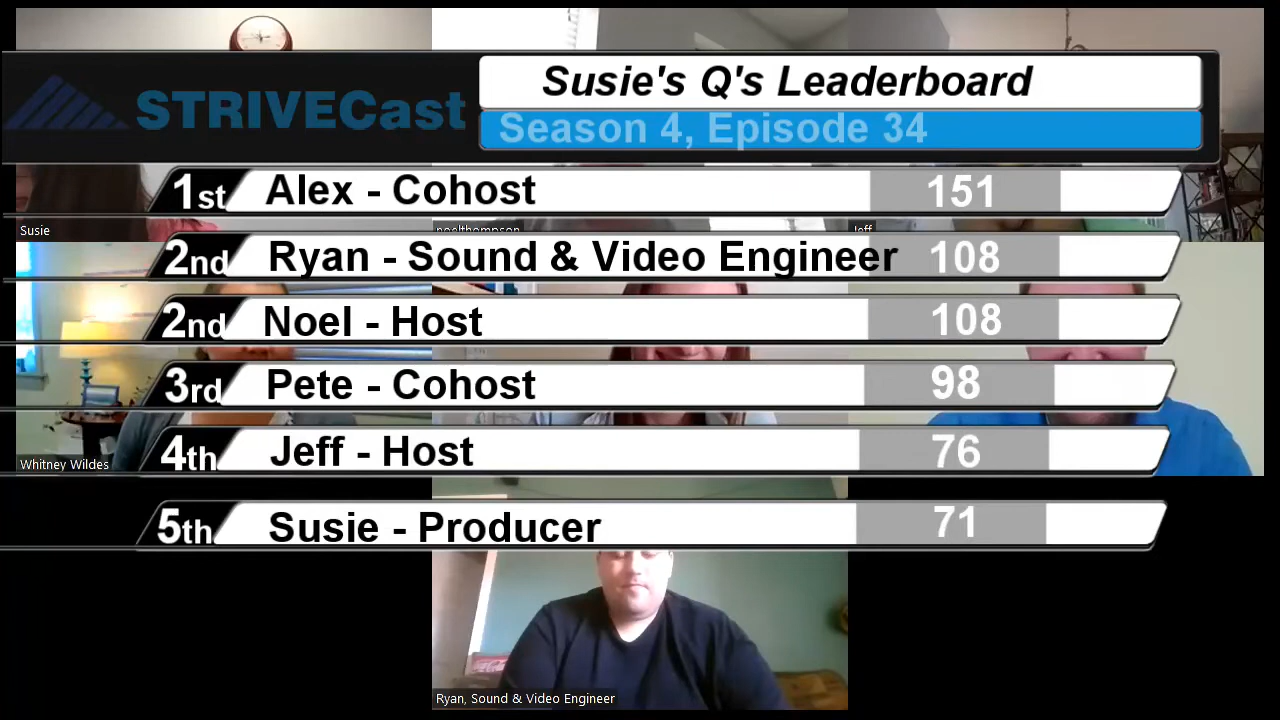 Susie's Q's Leaderboard
STRIVECast
Season 4, Episode 34
1st Alex - Cohost 151
Susie
noelthompson
Jeff
2nd Ryan - Sound & Video Engineer 108
2nd Noel - Host 108
3rd Pete - Cohost 98
4th Jeff - Host 76
Whitney Wildes
5th Susie - Producer 71
Ryan, Sound & Video Engineer